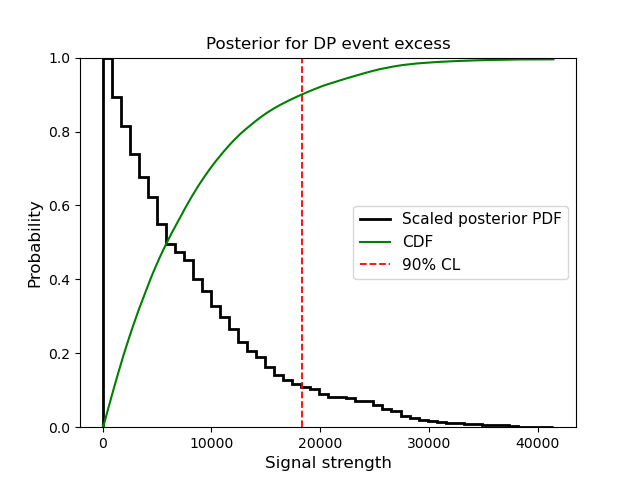 Posterior for DP event excess
Probability
1.0
0.8
0.6
0.4
0.2
0.0
Scaled posterior PDF
CDF
90% CL
0 10000 20000 30000 40000
Signal strength